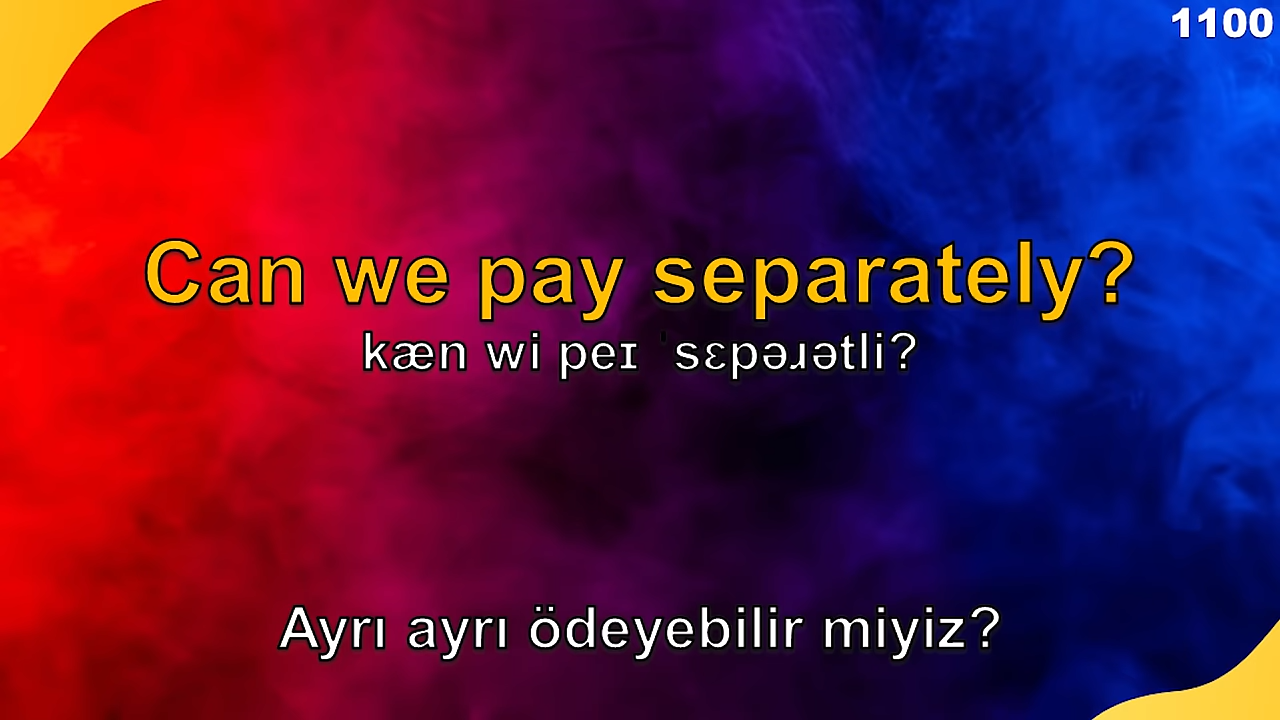 1100
Can we pay separately?
kæn wi peɪ ˈsɛpəɹətli?
Ayrı ayrı ödeyebilir miyiz?